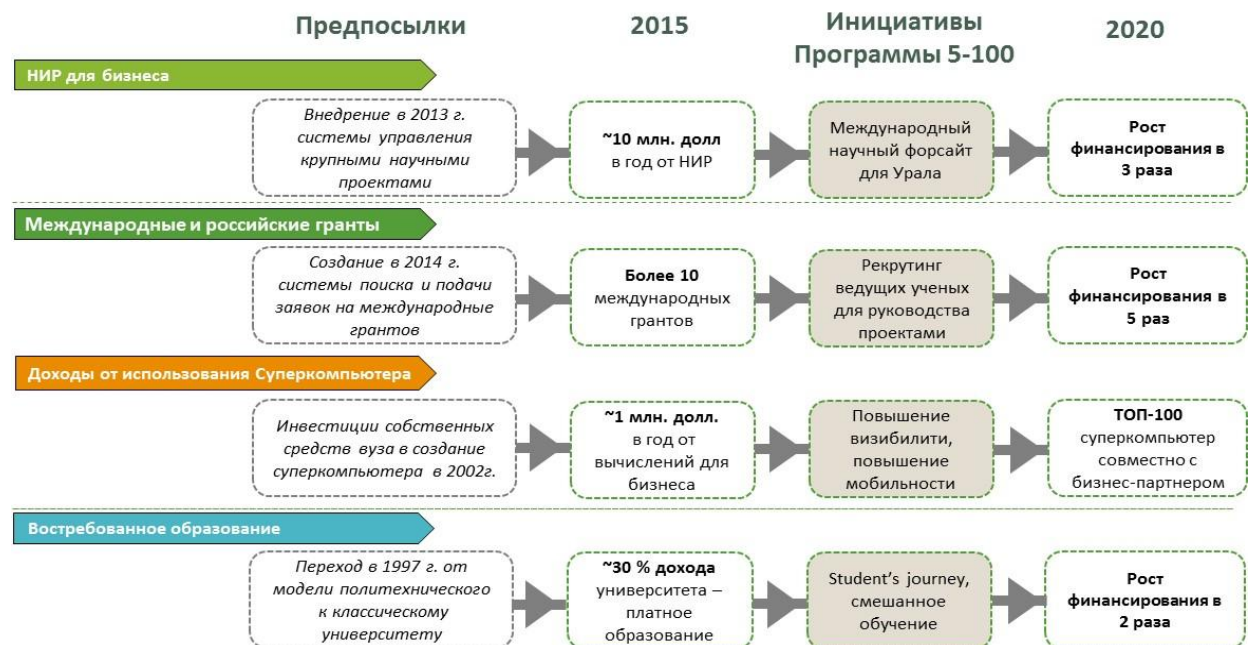 Предпосылки
2015
Инициативы
Программы 5-100
2020
НИР для бизнеса
Внедрение в 2013 г.
системы управления
крупными научными
проектами
~10 млн. долл
в год от НИР
Международный
научный форсайт
для Урала
Рост
финансирования в
3 раза
Международные и российские гранты
Создание в 2014 г.
системы поиска и подачи
заявок на международные
грантов
Более 10
международных
грантов
Рекрутинг
ведущих ученых
для руководства
проектами
Рост
финансирования в
5 раз
Доходы от использования Суперкомпьютера
Инвестиции собственных
средств вуза в создание
суперкомпьютера в 2002г.
~1 млн. долл.
в год от
вычислений для
бизнеса
Повышение
визибилити,
повышение
мобильности
ТОП-100
суперкомпьютер
совместно с
бизнес-партнером
Востребованное образование
Переход в 1997 г. от
модели политехнического
к классическому
университету
~30 % дохода
университета –
платное
образование
Student’s journey,
смешанное
обучение
Рост
финансирования в
2 раза